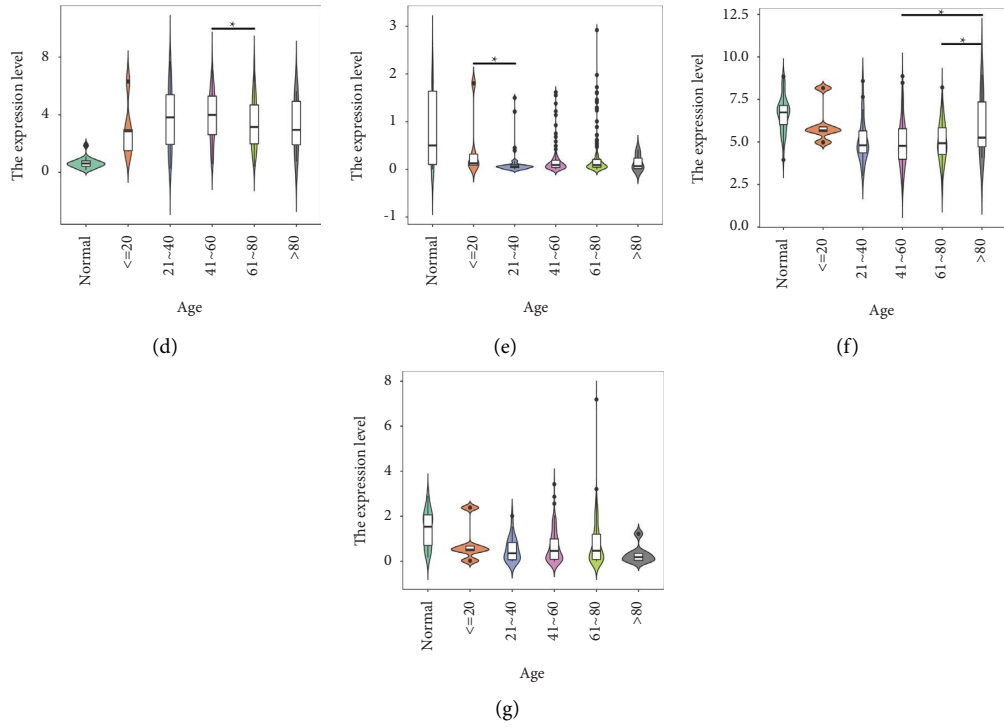 The expression level
8
4
0
Normal
<=20
21~40
41~60
61~80
>80
Age
*
(d)
The expression level
3
2
1
0
-1
Normal
<=20
21~40
41~60
61~80
>80
Age
*
(e)
The expression level
12.5
10.0
7.5
5.0
2.5
0.0
Normal
<=20
21~40
41~60
61~80
>80
Age
*
*
(f)
The expression level
8
6
4
2
0
Normal
<=20
21~40
41~60
61~80
>80
Age
(g)